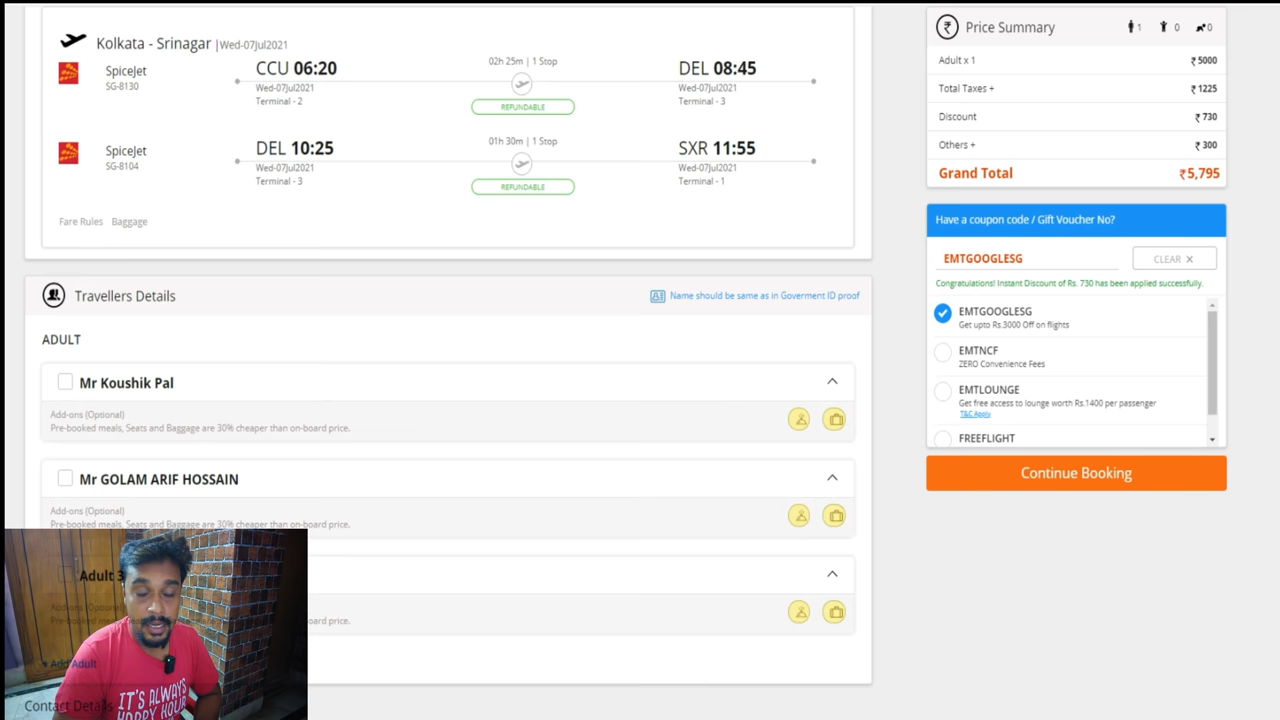 Kolkata - Srinagar |Wed-07Jul2021
SpiceJet
SG-8130
CCU 06:20
Wed-07Jul2021
Terminal - 2
02h 25m | 1 Stop
REFUNDABLE
DEL 08:45
Wed-07Jul2021
Terminal - 3
SpiceJet
SG-8104
DEL 10:25
Wed-07Jul2021
Terminal - 3
01h 30m | 1 Stop
REFUNDABLE
SXR 11:55
Wed-07Jul2021
Terminal - 1
Fare Rules Baggage
Travellers Details
Name should be same as in Goverment ID proof
ADULT
Mr Koushik Pal
Add-ons (Optional)
Pre-booked meals, Seats and Baggage are 30% cheaper than on-board price.
Mr GOLAM ARIF HOSSAIN
Add-ons (Optional)
Pre-booked meals, Seats and Baggage are 30% cheaper than on-board price.
Adult 3
Add-ons (Optional)
Pre-booked meals
rd price.
+ Add Adult
Contact Details
IT'S ALWAYS
HAPPY HOUR
Price Summary 1 0 0
Adult x 1 ₹ 5000
Total Taxes + ₹ 1225
Discount ₹ 730
Others + ₹ 300
Grand Total ₹5,795
Have a coupon code / Gift Voucher No?
EMTGOOGLESG CLEAR ×
Congratulations! Instant Discount of Rs. 730 has been applied successfully.
EMTGOOGLESG
Get upto Rs.3000 Off on flights
EMTNCF
ZERO Convenience Fees
EMTLOUNGE
Get free access to lounge worth Rs.1400 per passenger
T&C Apply
FREEFLIGHT
Continue Booking